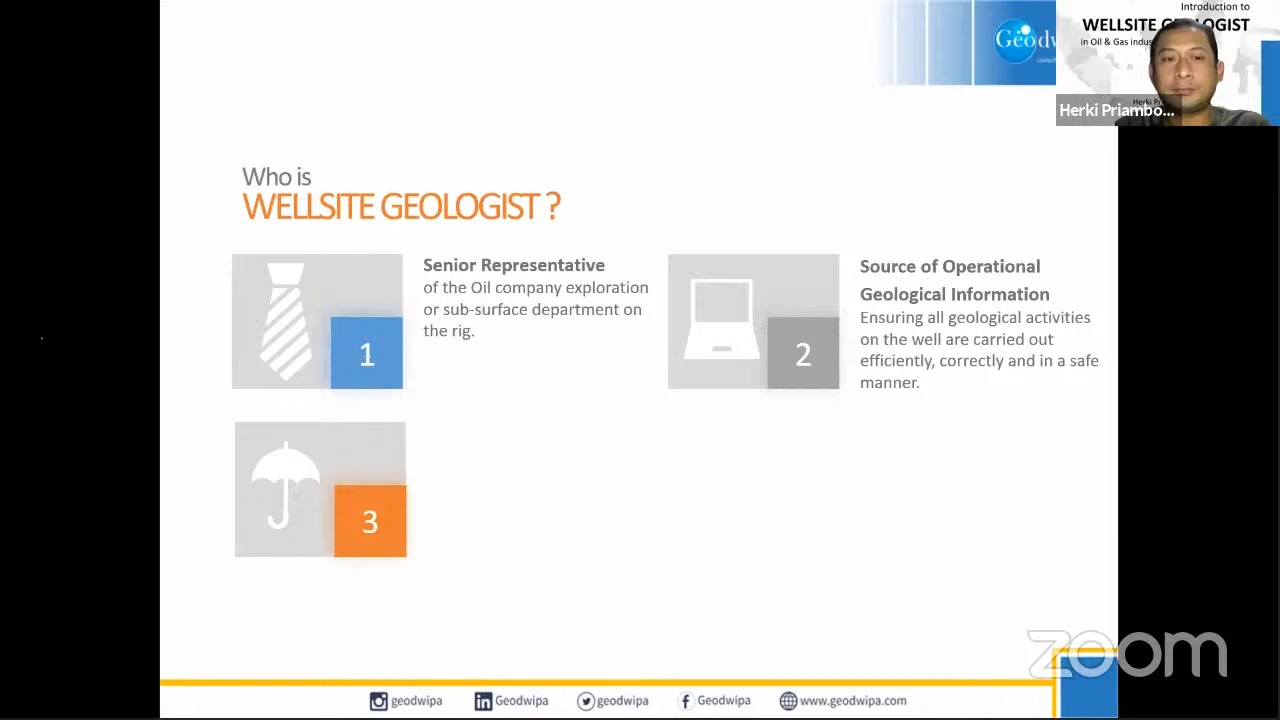 Introduction to
WELLSITE GEOLOGIST
in Oil & Gas
Herki Priambo...
Who is
WELLSITE GEOLOGIST ?
1
Senior Representative
of the Oil company exploration
or sub-surface department on
the rig.
2
Source of Operational
Geological Information
Ensuring all geological activities
on the well are carried out
efficiently, correctly and in a safe
manner.
3
zoom
geodwipa
Geodwipa
geodwipa
Geodwipa
www.geodwipa.com